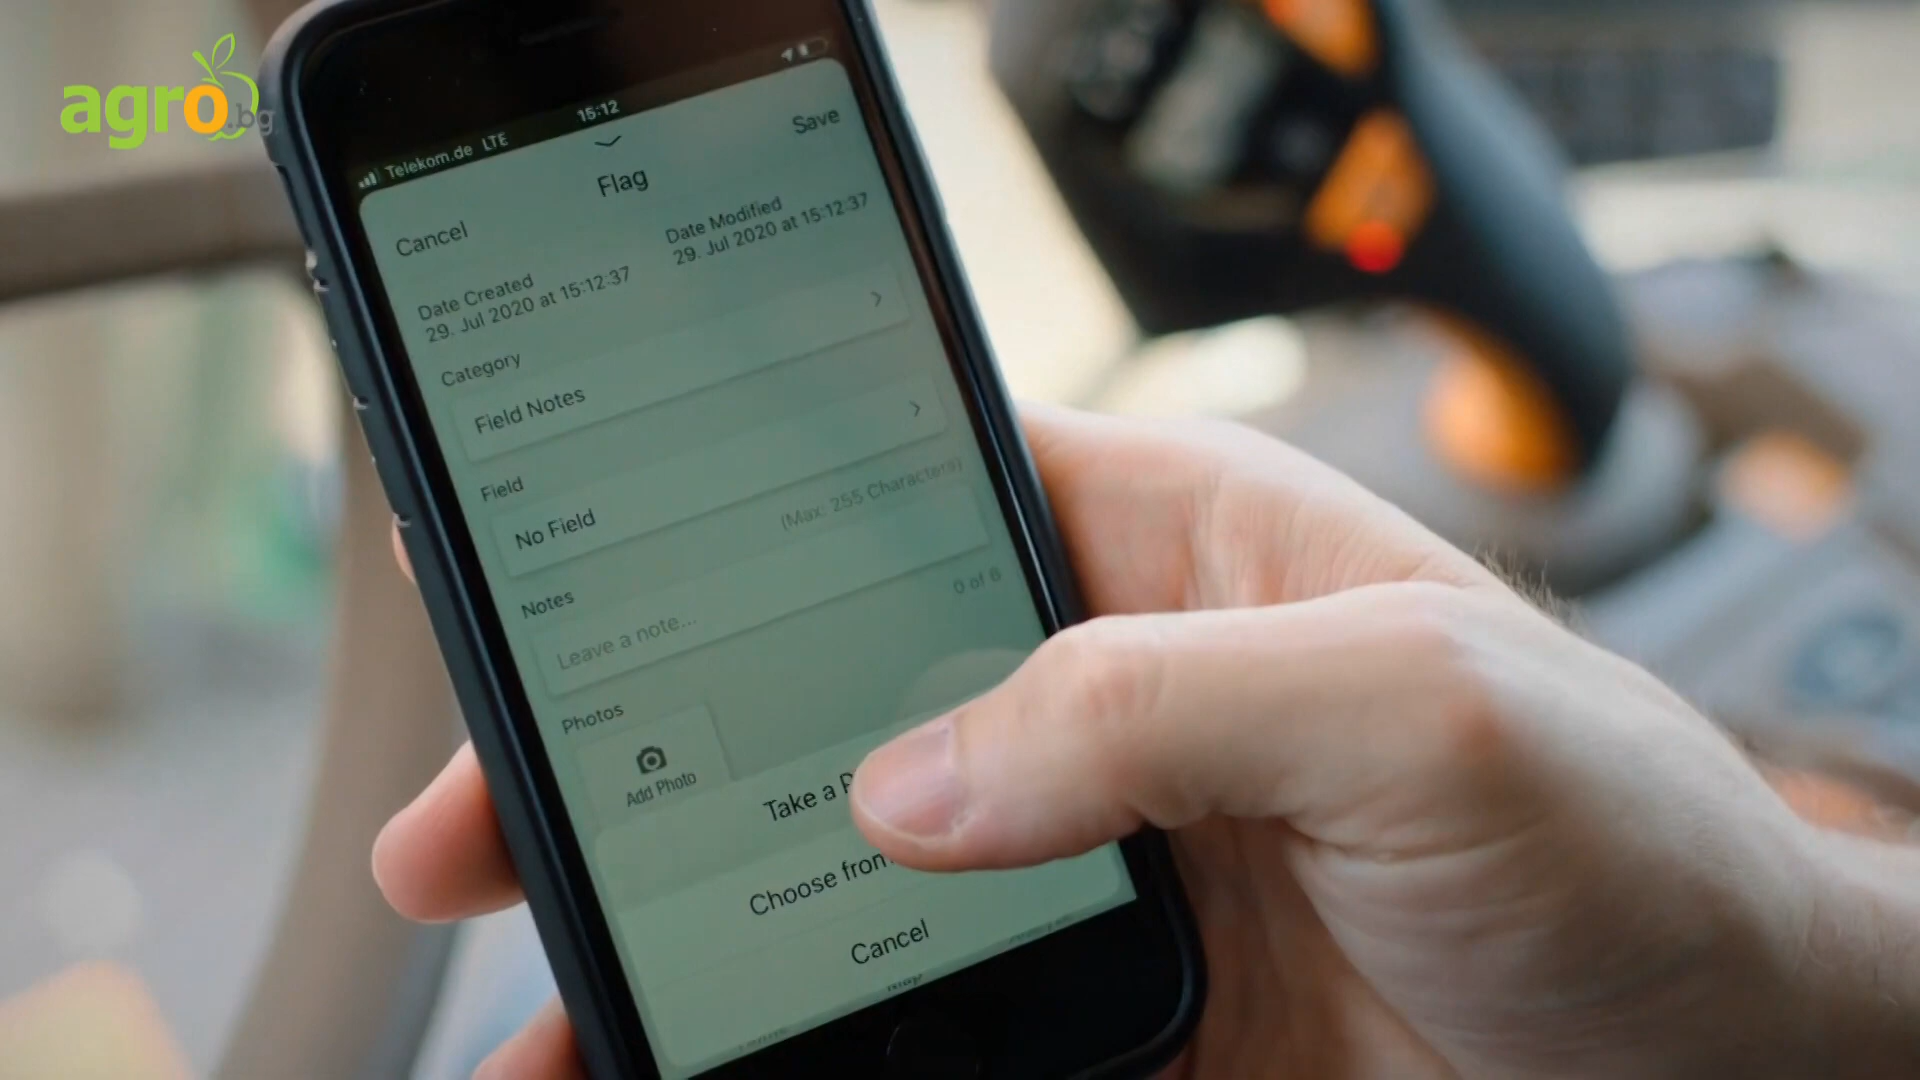 agro.bg
Telekom.de LTE
15:12
Cancel
Flag
Save
Date Created
29. Jul 2020 at 15:12:37
Date Modified
29. Jul 2020 at 15:12:37
Category
Field Notes
Field
No Field
Notes
(Max: 255 Characters)
Leave a note...
0 of 6
Photos
Add Photo
Take a
Choose from
Cancel